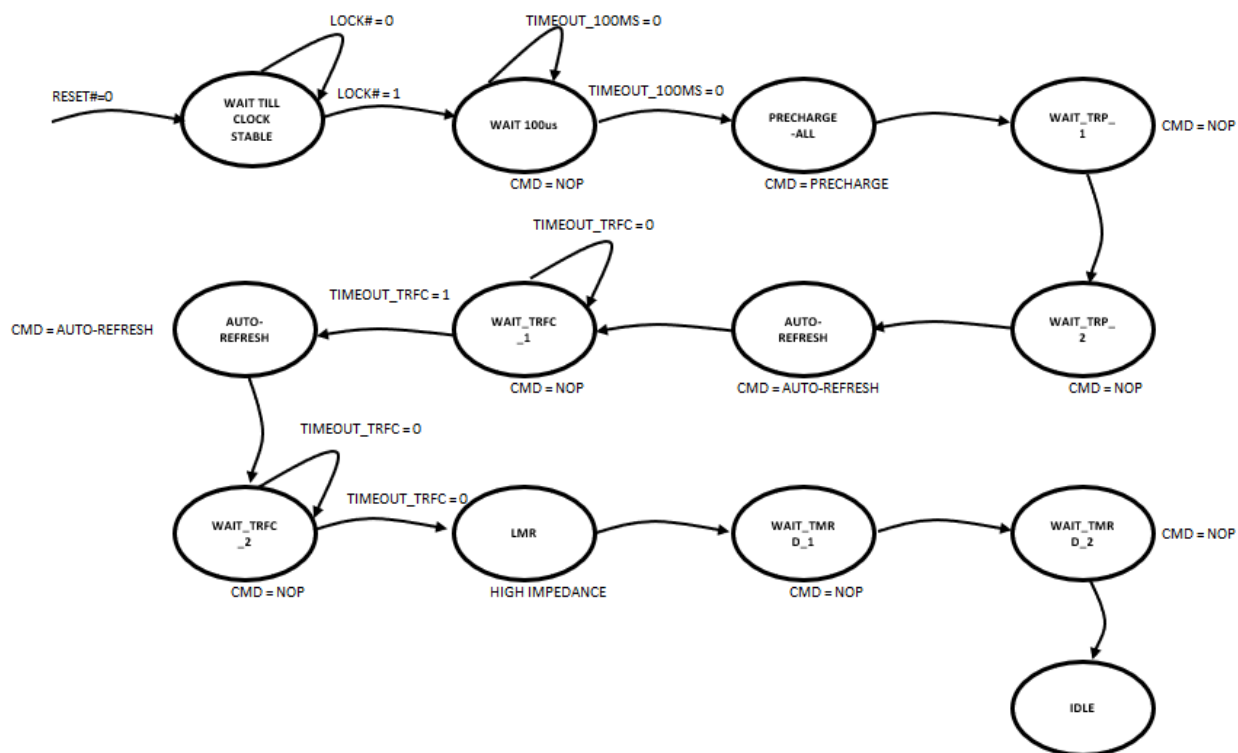 LOCK# = 0
TIMEOUT_100MS = 0
RESET#=0
WAIT TILL
CLOCK
STABLE
LOCK# = 1
WAIT 100us
CMD = NOP
TIMEOUT_100MS = 0
PRECHARGE
-ALL
CMD = PRECHARGE
WAIT_TRP_
1
CMD = NOP
TIMEOUT_TRFC = 0
CMD = AUTO-REFRESH
AUTO-
REFRESH
TIMEOUT_TRFC = 1
WAIT_TRFC
_1
CMD = NOP
AUTO-
REFRESH
CMD = AUTO-REFRESH
WAIT_TRP_
2
CMD = NOP
TIMEOUT_TRFC = 0
WAIT_TRFC
_2
CMD = NOP
TIMEOUT_TRFC = 0
LMR
HIGH IMPEDANCE
WAIT_TMR
D_1
CMD = NOP
WAIT_TMR
D_2
CMD = NOP
IDLE